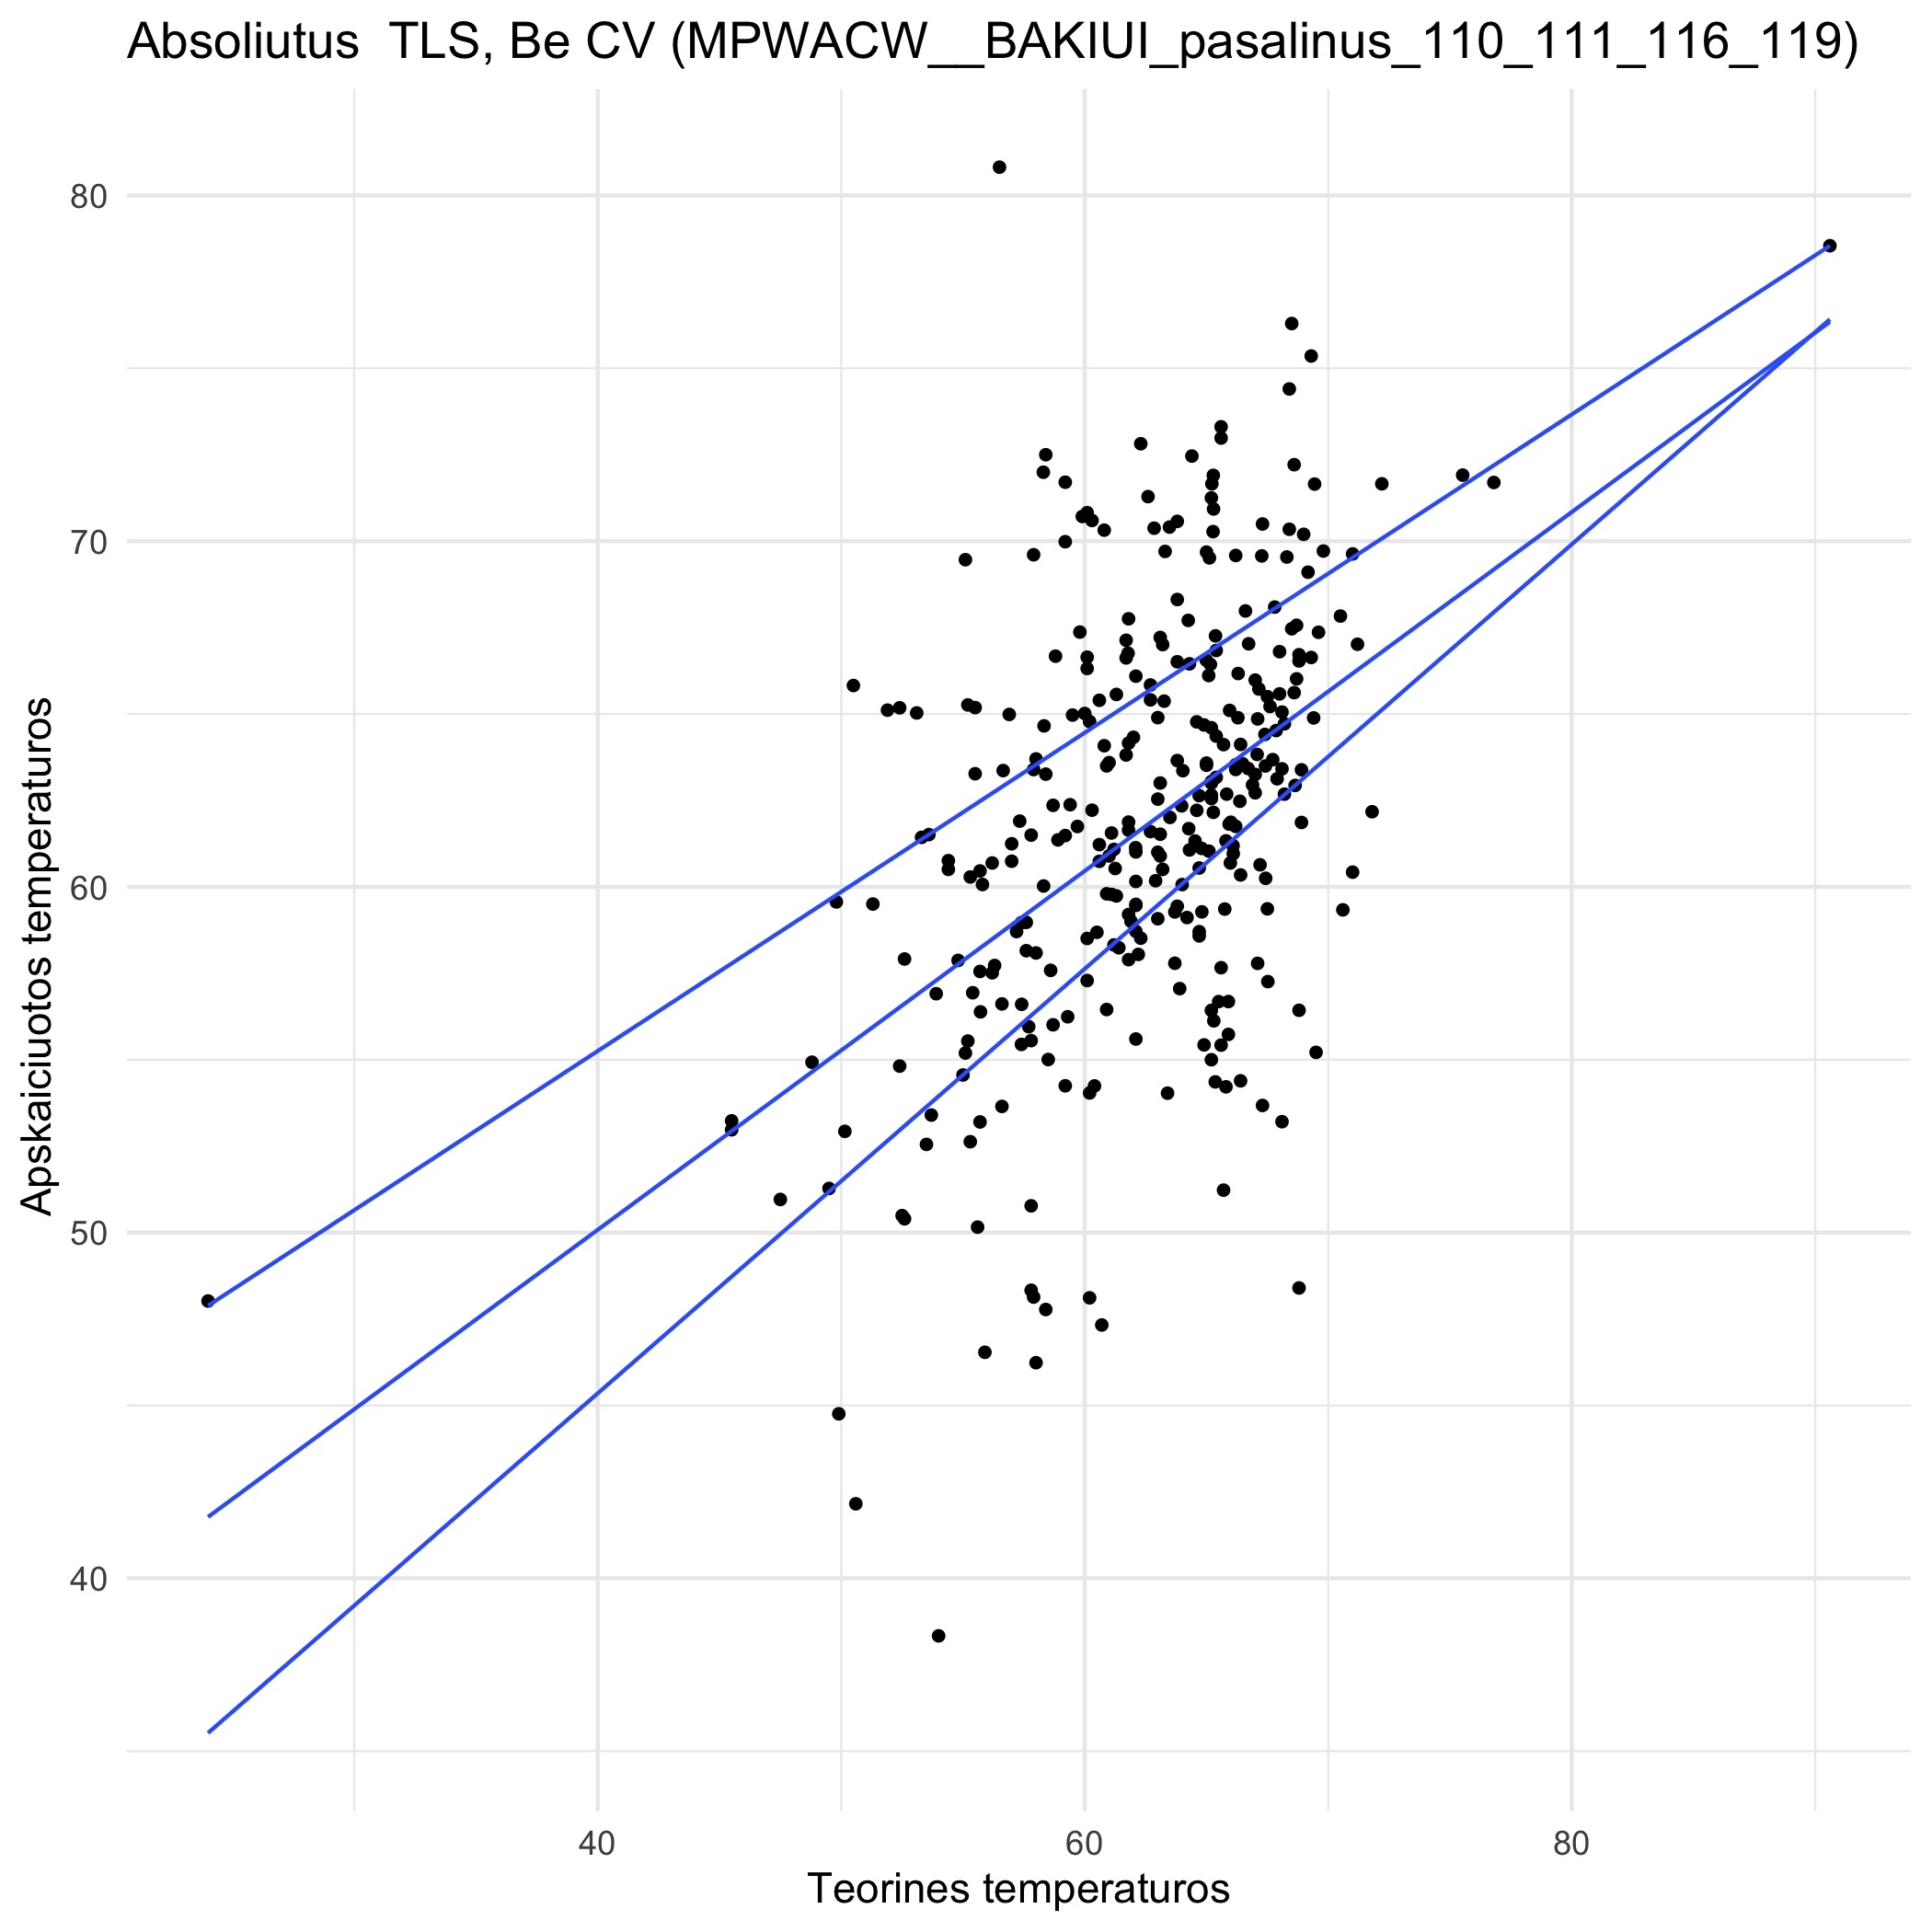 Absoliutus  TLS, Be CV (MPWACW__BAKIUI_pasalinus_110_111_116_119)
Apskaiciuotos temperaturos
80
70
60
50
40
40 60 80
Teorines temperaturos